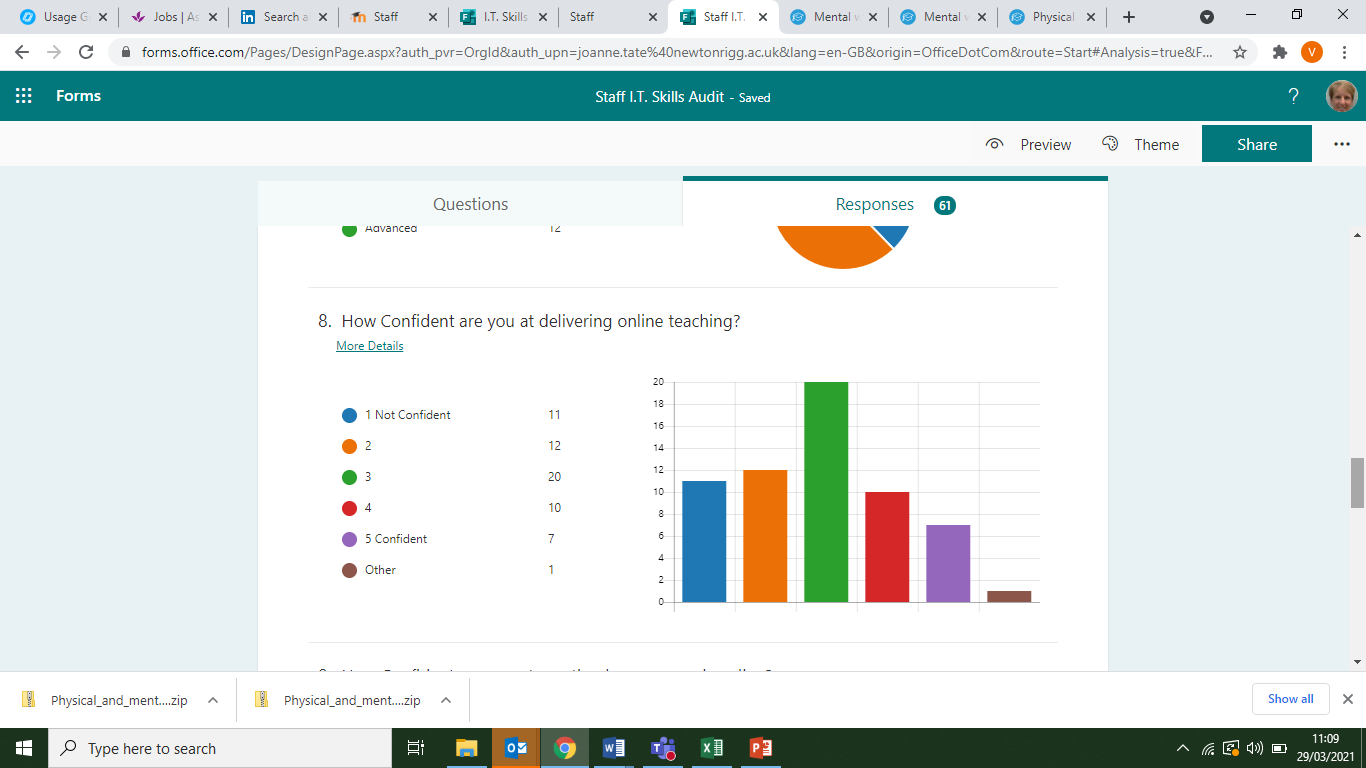 Usage G
Jobs | As
Search a
Staff
I.T. Skills
Staff
Staff I.T.
Mental w
Mental w
Physical
forms.office.com/Pages/DesignPage.aspx?auth_pvr=OrgId&auth_upn=joanne.tate%40newtonrigg.ac.uk&lang=en-GB&origin=OfficeDotCom&route=Start#Analysis=true&F...
V
Forms
Staff I.T. Skills Audit - Saved
?
Preview
Theme
Share
Questions
Responses 61
Advanced 12
8. How Confident are you at delivering online teaching?
More Details
1 Not Confident 11
2 12
3 20
4 10
5 Confident 7
Other 1
20
18
16
14
12
10
8
6
4
2
0
Physical_and_ment....zip
Physical_and_ment....zip
Show all
Type here to search
11:09
29/03/2021